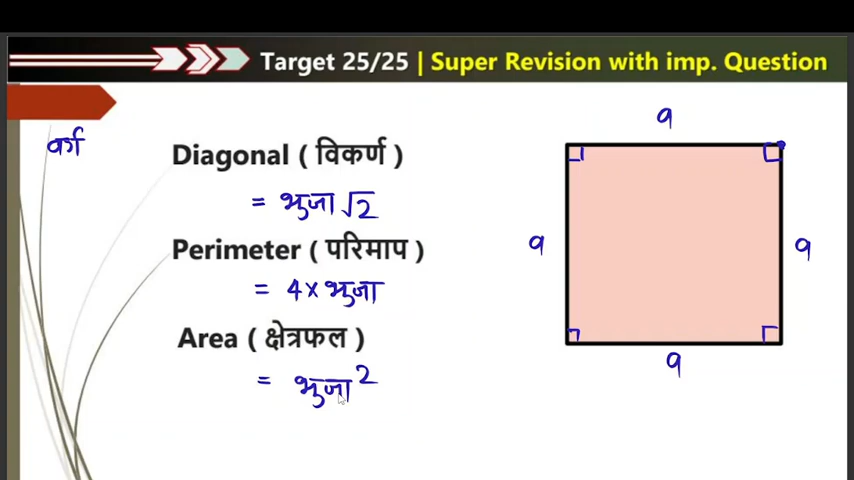 Target 25/25 | Super Revision with imp. Question
वर्ग
Diagonal ( विकर्ण )
= भुजा √2
Perimeter ( परिमाप )
= 4 × भुजा
Area ( क्षेत्रफल )
= भुजा²
a
a
a
a